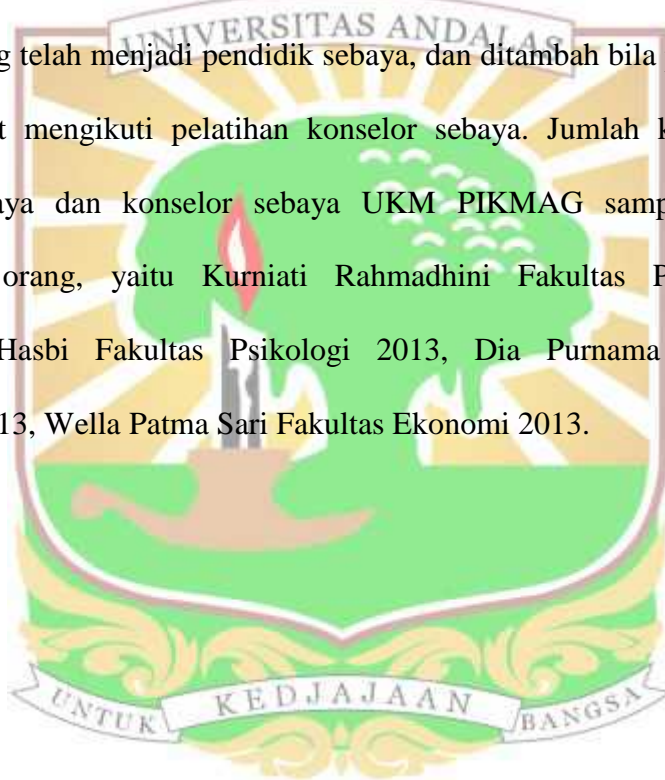 UNIVERSITAS ANDALAS
g telah menjadi pendidik sebaya, dan ditambah bila
t mengikuti pelatihan konselor sebaya. Jumlah k
aya dan konselor sebaya UKM PIKMAG samp
orang, yaitu Kurniati Rahmadhini Fakultas P
Hasbi Fakultas Psikologi 2013, Dia Purnama
13, Wella Patma Sari Fakultas Ekonomi 2013.
UNTUK KEDJAJAAN BANGSA